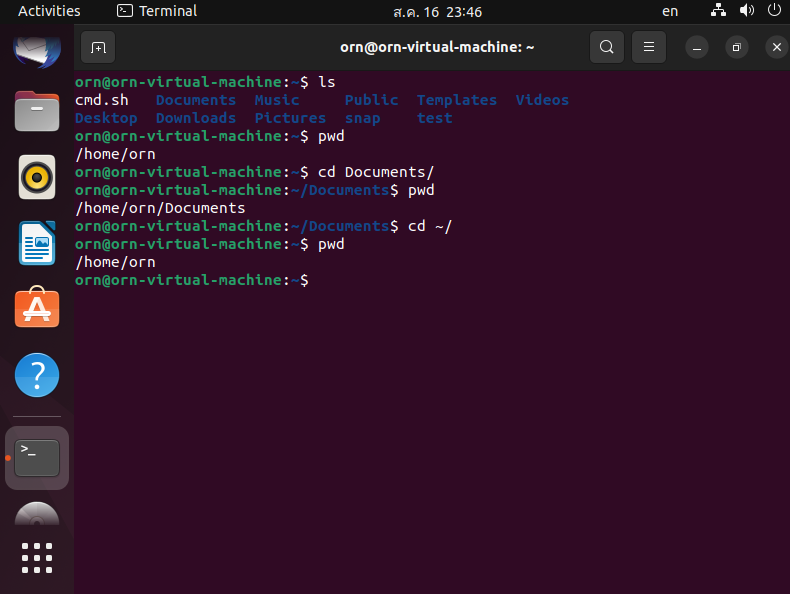 Activities Terminal ส.ค. 16 23:46 en
orn@orn-virtual-machine: ~
orn@orn-virtual-machine:~$ ls
cmd.sh Documents Music Public Templates Videos
Desktop Downloads Pictures snap test
orn@orn-virtual-machine:~$ pwd
/home/orn
orn@orn-virtual-machine:~$ cd Documents/
orn@orn-virtual-machine:~/Documents$ pwd
/home/orn/Documents
orn@orn-virtual-machine:~/Documents$ cd ~/
orn@orn-virtual-machine:~$ pwd
/home/orn
orn@orn-virtual-machine:~$